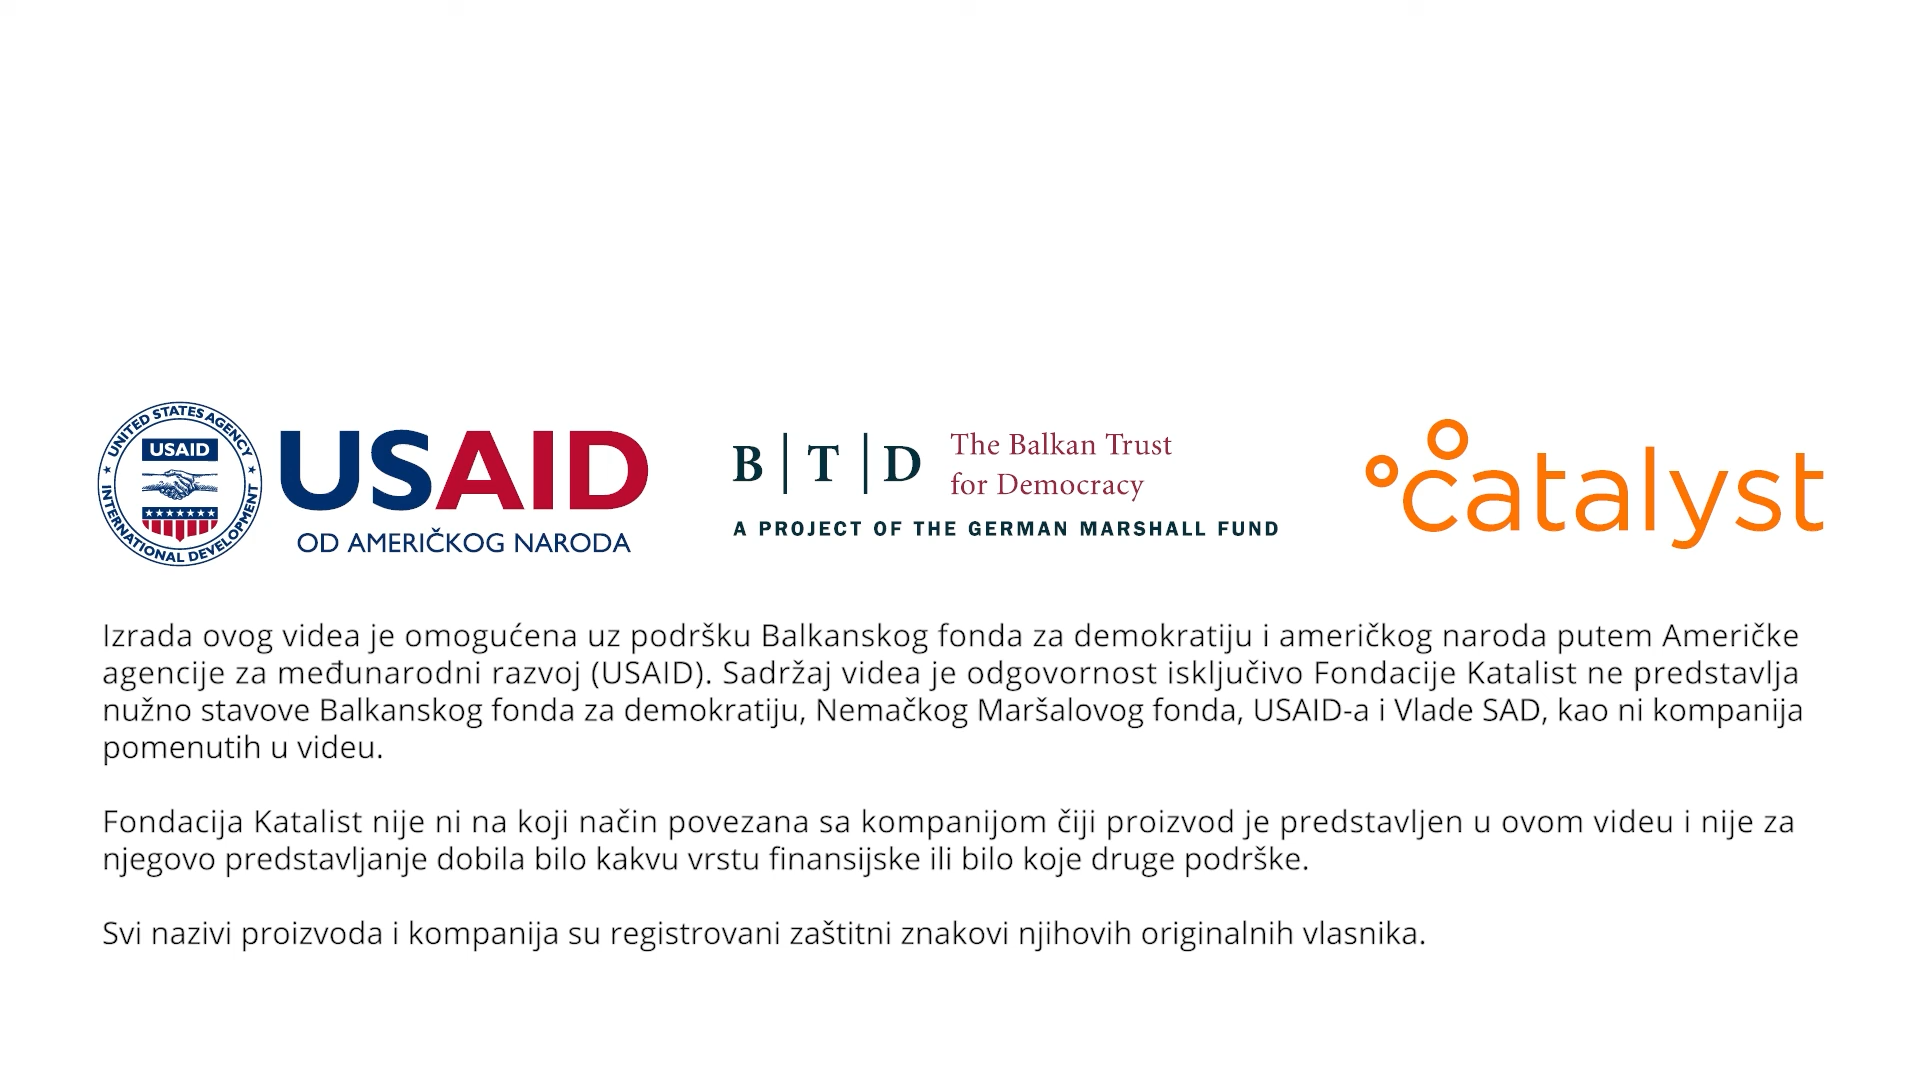 UNITED STATES AGENCY
USAID
INTERNATIONAL DEVELOPMENT
USAID
OD AMERIČKOG NARODA
B|T|D
The Balkan Trust
for Democracy
A PROJECT OF THE GERMAN MARSHALL FUND
catalyst
Izrada ovog videa je omogućena uz podršku Balkanskog fonda za demokratiju i američkog naroda putem Američke
agencije za međunarodni razvoj (USAID). Sadržaj videa je odgovornost isključivo Fondacije Katalist ne predstavlja
nužno stavove Balkanskog fonda za demokratiju, Nemačkog Maršalovog fonda, USAID-a i Vlade SAD, kao ni kompanija
pomenutih u videu.
Fondacija Katalist nije ni na koji način povezana sa kompanijom čiji proizvod je predstavljen u ovom videu i nije za
njegovo predstavljanje dobila bilo kakvu vrstu finansijske ili bilo koje druge podrške.
Svi nazivi proizvoda i kompanija su registrovani zaštitni znakovi njihovih originalnih vlasnika.